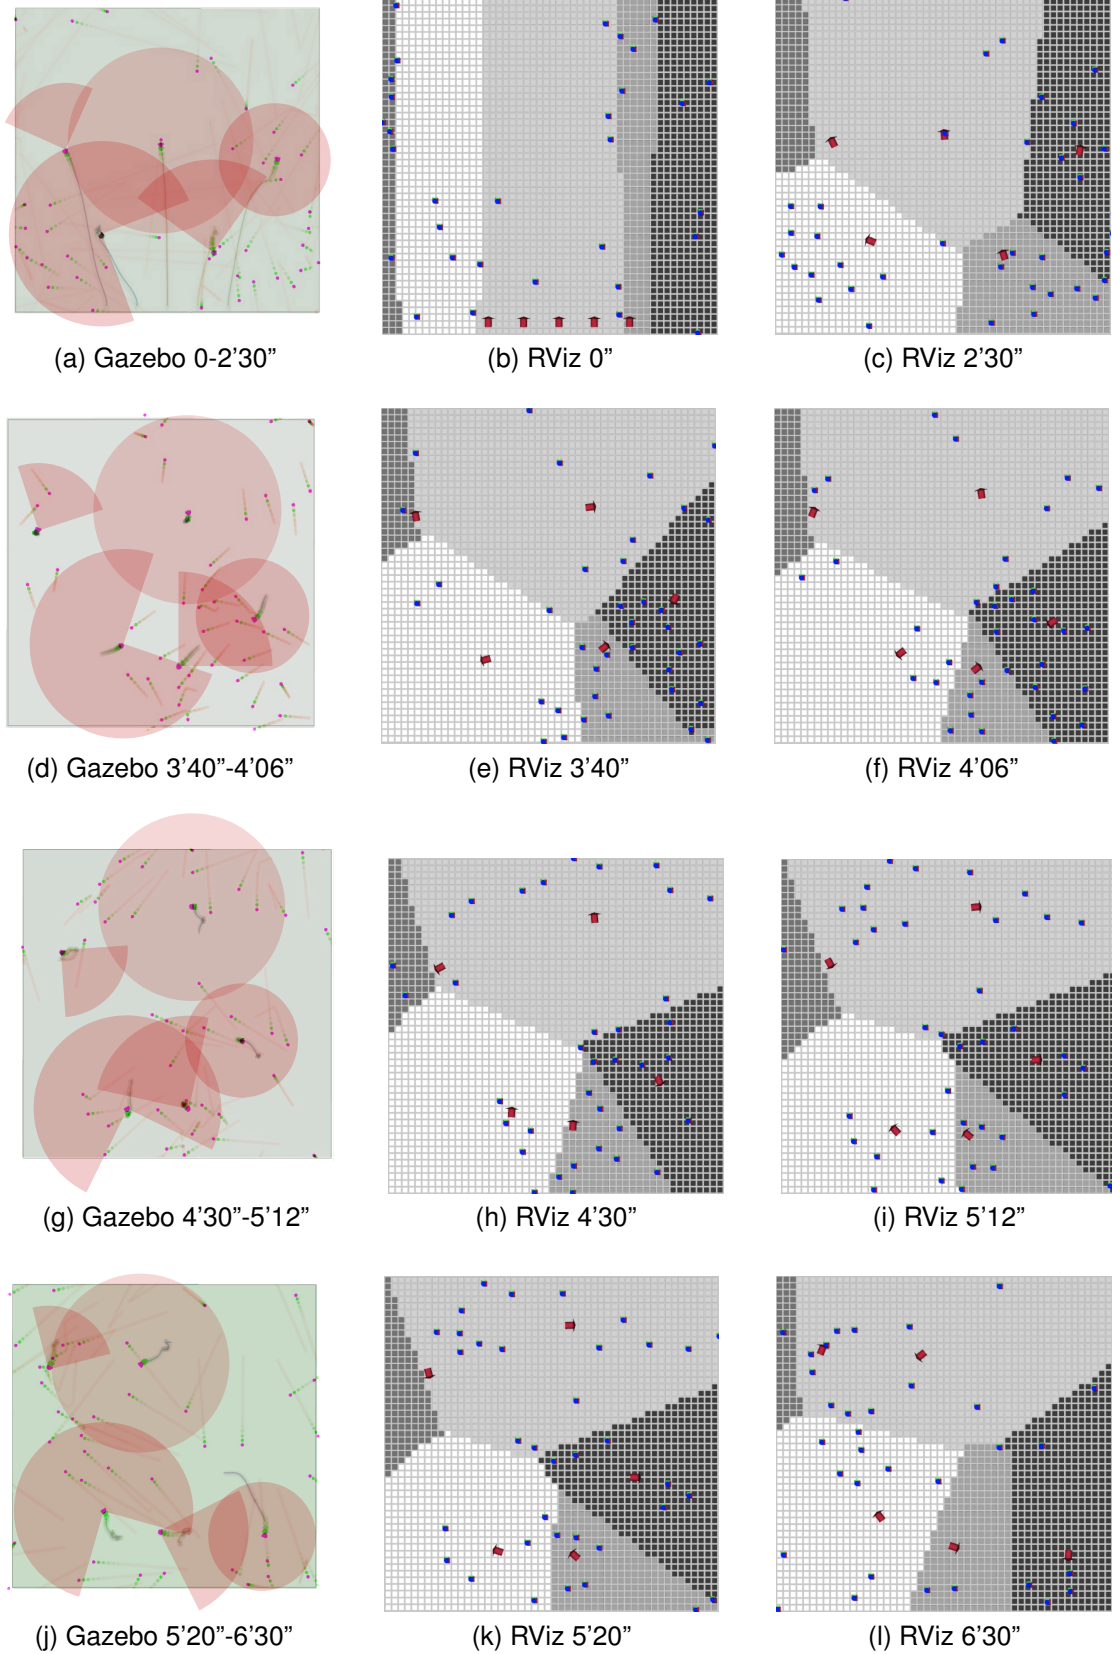 (a) Gazebo 0-2’30”
(b) RViz 0”
(c) RViz 2’30”
(d) Gazebo 3’40”-4’06”
(e) RViz 3’40”
(f) RViz 4’06”
(g) Gazebo 4’30”-5’12”
(h) RViz 4’30”
(i) RViz 5’12”
(j) Gazebo 5’20”-6’30”
(k) RViz 5’20”
(l) RViz 6’30”